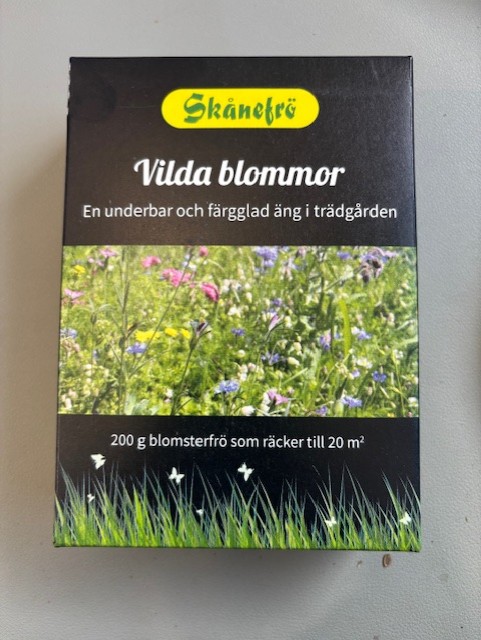 Skånefrö
Vilda blommor
En underbar och färgglad äng i trädgården
200 g blomsterfrö som räcker till 20 m²